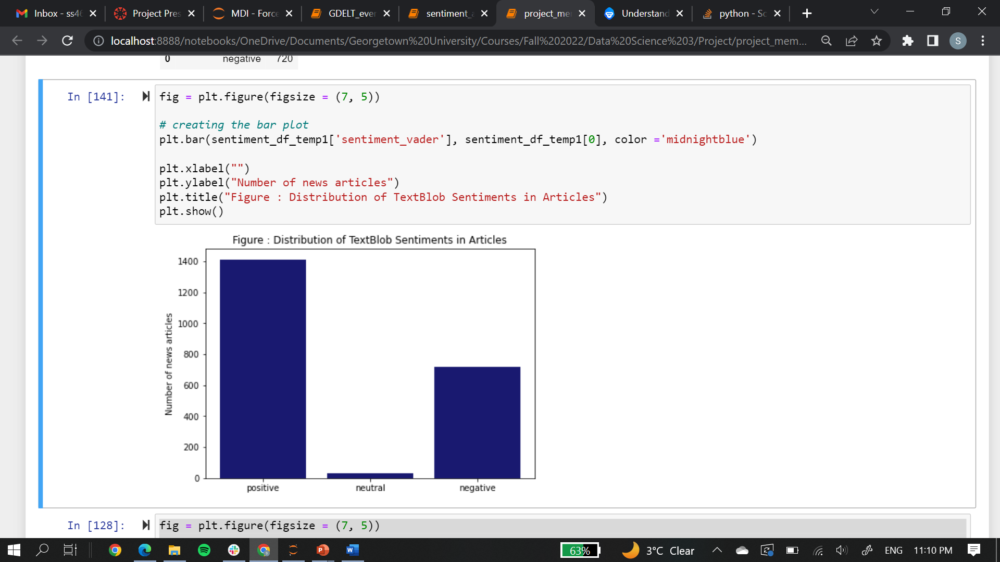 Inbox - ss46
Project Pres
MDI - Force
GDELT_ever
sentiment_a
project_mer
Understand
python - Sc
localhost:8888/notebooks/OneDrive/Documents/Georgetown%20University/Courses/Fall%202022/Data%20Science%203/Project/project_mem...
S
0 negative 720
In [141]:
fig = plt.figure(figsize = (7, 5))
# creating the bar plot
plt.bar(sentiment_df_temp1['sentiment_vader'], sentiment_df_temp1[0], color ='midnightblue')
plt.xlabel("")
plt.ylabel("Number of news articles")
plt.title("Figure : Distribution of TextBlob Sentiments in Articles")
plt.show()
Figure : Distribution of TextBlob Sentiments in Articles
Number of news articles
1400
1200
1000
800
600
400
200
0
positive neutral negative
In [128]:
fig = plt.figure(figsize = (7, 5))
63%
3°C Clear
ENG
11:10 PM